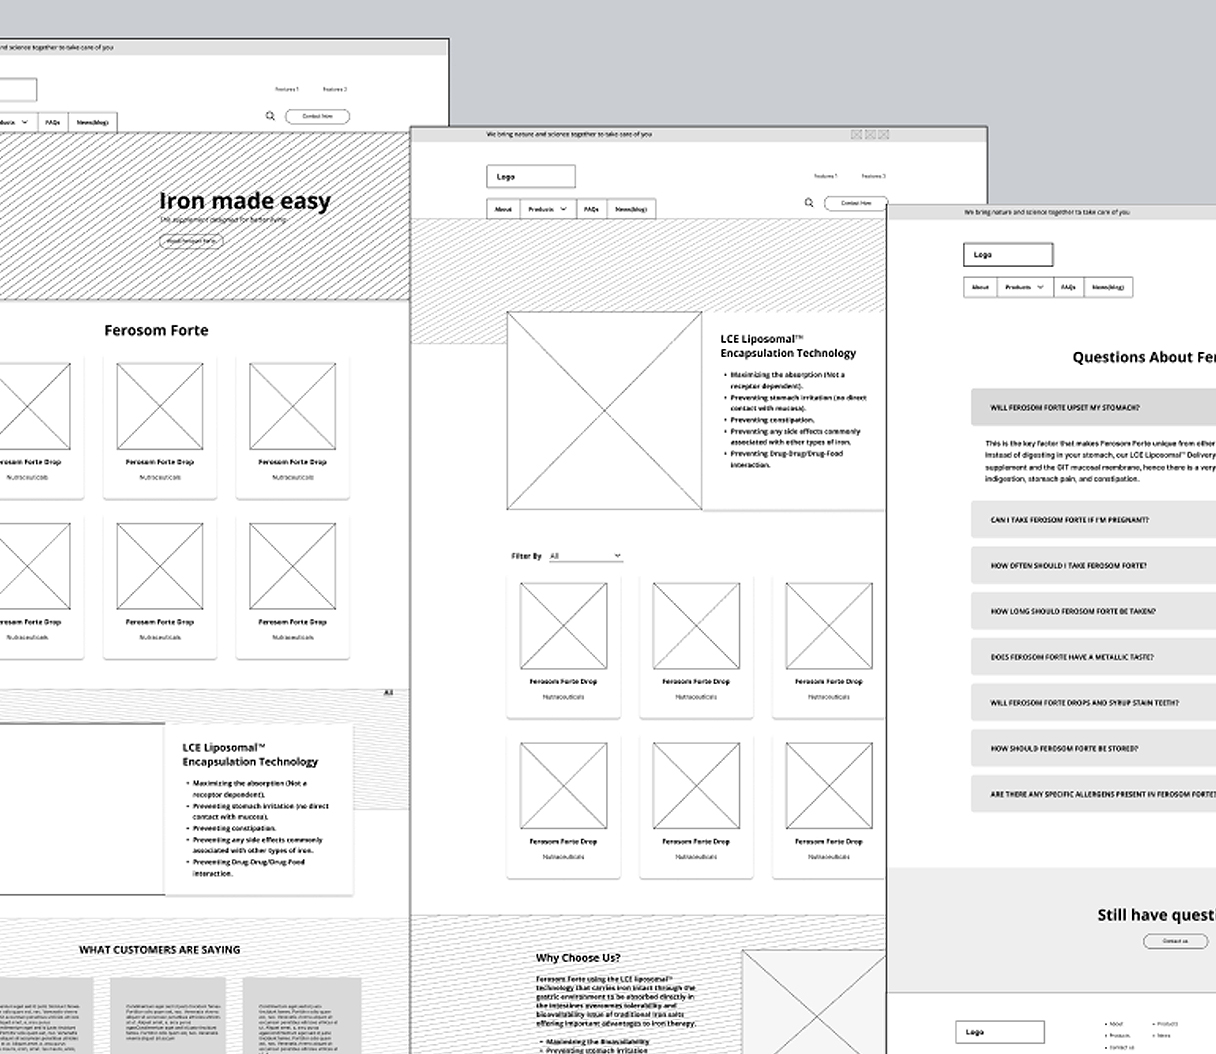 and science together to take care of you
Features 1
Features 2
FAQs
News(blog)
Contact Now
Iron made easy
The supplement designed for better living
About Ferosom Forte
Ferosom Forte
Ferosom Forte Drop
Ferosom Forte Drop
Nutraceuticals
Nutraceuticals
Ferosom Forte Drop
Ferosom Forte Drop
Nutraceuticals
Nutraceuticals
All
LCE Liposomal™
Encapsulation Technology
• Maximizing the absorption (Not a
receptor dependent).
• Preventing stomach irritation (no direct
contact with mucosa).
• Preventing constipation.
• Preventing any side effects commonly
associated with other types of iron.
• Preventing Drug-Drug/Drug-Food
interaction.
WHAT CUSTOMERS ARE SAYING
We bring nature and science together to take care of you
Logo
Features 1
Features 3
About
Products
FAQs
News(blog)
Contact Now
LCE Liposomal™
Encapsulation Technology
• Maximizing the absorption (Not a
receptor dependent).
• Preventing stomach irritation (no direct
contact with mucosa).
• Preventing constipation.
• Preventing any side effects commonly
associated with other types of iron.
• Preventing Drug-Drug/Drug-Food
interaction.
Filter By
All
Ferosom Forte Drop
Ferosom Forte Drop
Ferosom Forte Drop
Nutraceuticals
Nutraceuticals
Nutraceuticals
Ferosom Forte Drop
Ferosom Forte Drop
Ferosom Forte Drop
Nutraceuticals
Nutraceuticals
Nutraceuticals
Why Choose Us?
Ferosom Forte using the LCE liposomal™
technology that carries iron intact through the
gastric environment to be absorbed directly in
the intestines overcomes tolerability and
bioavailability issue of traditional iron salts
offering important advantages to iron therapy.
• Maximizing the Bioavailability
• Preventing stomach irritation
We bring nature and science together to take care of you
Logo
About
Products
FAQs
News(blog)
Questions About Fer
WILL FEROSOM FORTE UPSET MY STOMACH?
This is the key factor that makes Ferosom Forte unique from other
Instead of digesting in your stomach, our LCE Liposomal™ Delivery
supplement and the GIT mucosal membrane, hence there is a very
indigestion, stomach pain, and constipation.
CAN I TAKE FEROSOM FORTE IF I'M PREGNANT?
HOW OFTEN SHOULD I TAKE FEROSOM FORTE?
HOW LONG SHOULD FEROSOM FORTE BE TAKEN?
DOES FEROSOM FORTE HAVE A METALLIC TASTE?
WILL FEROSOM FORTE DROPS AND SYRUP STAIN TEETH?
HOW SHOULD FEROSOM FORTE BE STORED?
ARE THERE ANY SPECIFIC ALLERGENS PRESENT IN FEROSOM FORTE?
Still have questi
Contact us
Logo
• About
• Products
• Products
• News
• Contact us